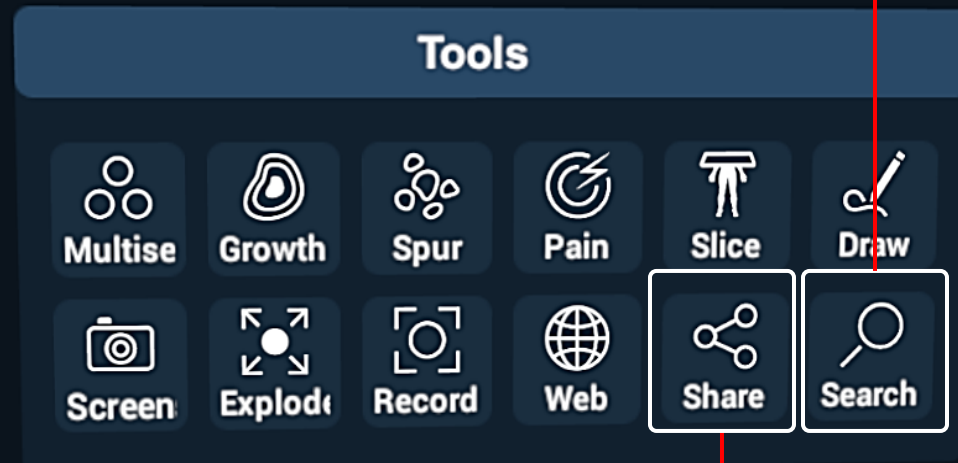 Tools
Multise
Growth
Spur
Pain
Slice
Draw
Screen
Explode
Record
Web
Share
Search